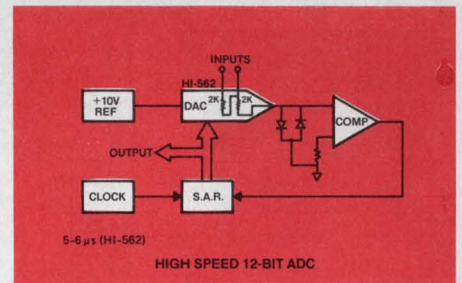 INPUTS
HI-562
+10V
REF
DAC
2K
2K
COMP
OUTPUT
CLOCK
S.A.R.
5-6 μs (HI-562)
HIGH SPEED 12-BIT ADC